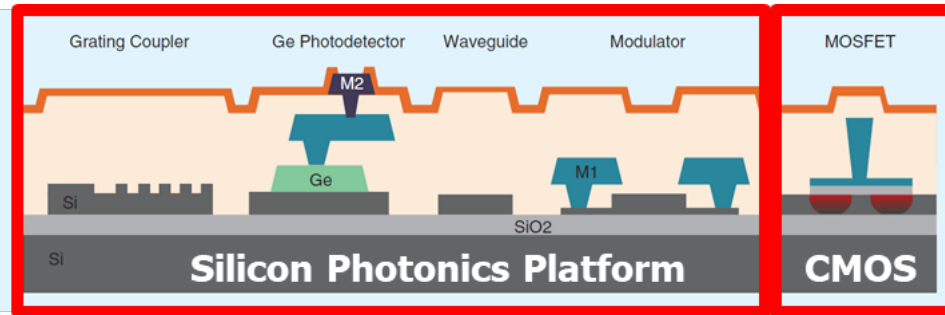 Grating Coupler
Ge Photodetector
Waveguide
Modulator
MOSFET
M2
Ge
M1
Si
SiO2
Si
Silicon Photonics Platform
CMOS